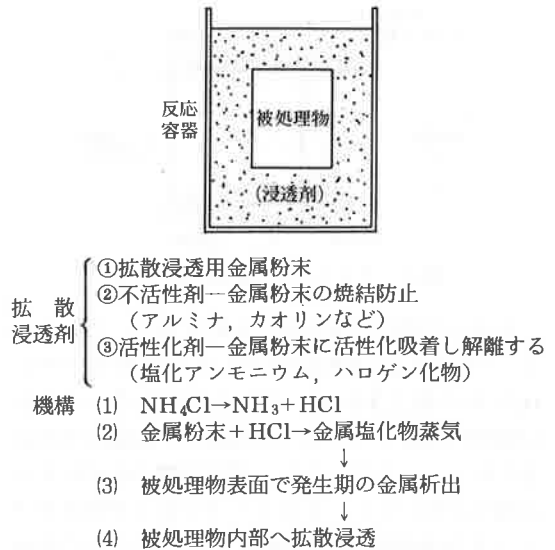 反応
容器
被処理物
(浸透剤)
拡散
浸透剤
①拡散浸透用金属粉末
②不活性剤―金属粉末の焼結防止
(アルミナ,カオリンなど)
③活性化剤―金属粉末に活性化吸着し解離する
(塩化アンモニウム,ハロゲン化物)
機構 (1) NH₄Cl→NH₃+HCl
(2) 金属粉末+HCl→金属塩化物蒸気
↓
(3) 被処理物表面で発生期の金属析出
↓
(4) 被処理物内部へ拡散浸透